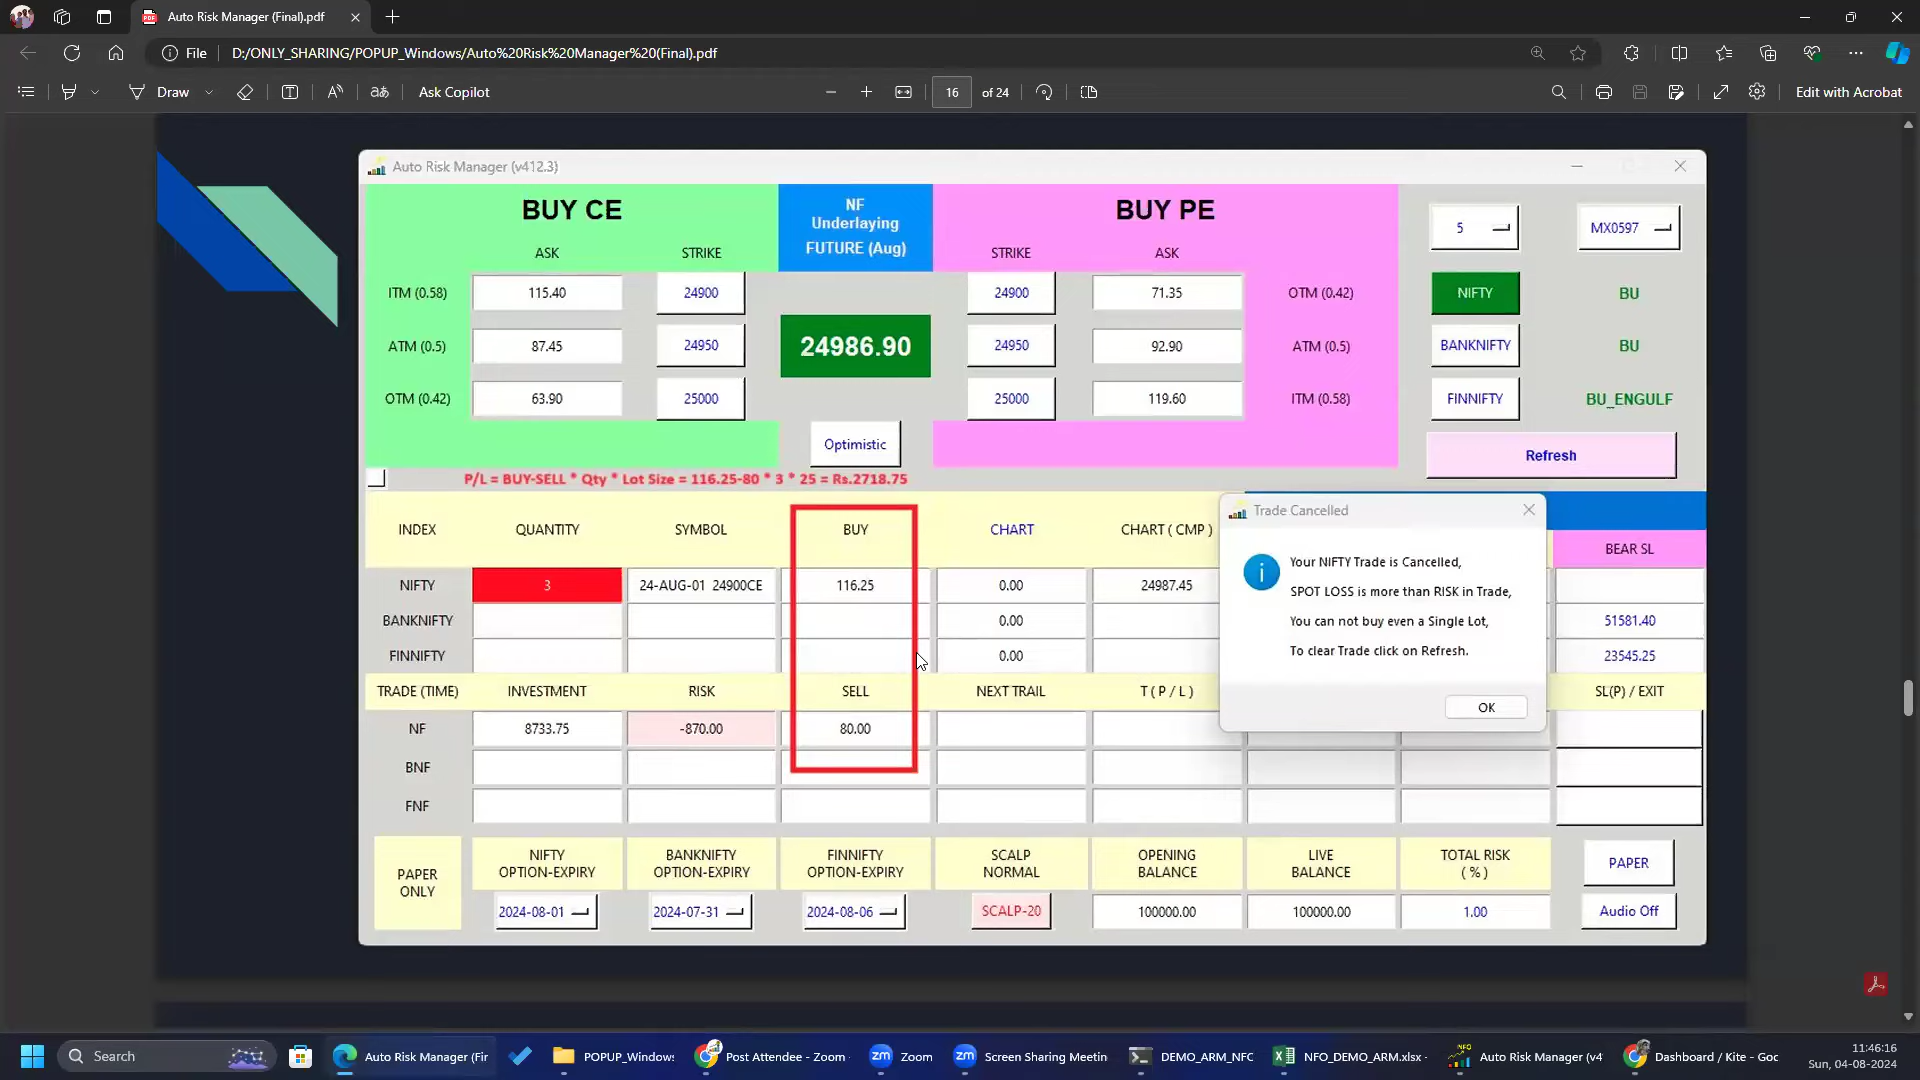 Auto Risk Manager (Final).pdf
File D:/ONLY_SHARING/POPUP_Windows/Auto%20Risk%20Manager%20(Final).pdf
Draw aあ Ask Copilot 16 of 24 Edit with Acrobat
Auto Risk Manager (v412.3)
BUY CE NF BUY PE
Underlaying
FUTURE (Aug)
ASK STRIKE STRIKE ASK 5 MX0597
ITM (0.58) 115.40 24900 24900 71.35 OTM (0.42) NIFTY BU
ATM (0.5) 87.45 24950 24986.90 24950 92.90 ATM (0.5) BANKNIFTY BU
OTM (0.42) 63.90 25000 25000 119.60 ITM (0.58) FINNIFTY BU_ENGULF
Optimistic Refresh
P/L = BUY-SELL * Qty * Lot Size = 116.25-80 * 3 * 25 = Rs.2718.75
INDEX QUANTITY SYMBOL BUY CHART CHART ( CMP ) BEAR SL
NIFTY 3 24-AUG-01 24900CE 116.25 0.00 24987.45
BANKNIFTY 0.00 51581.40
FINNIFTY 0.00 23545.25
Trade Cancelled
Your NIFTY Trade is Cancelled,
SPOT LOSS is more than RISK in Trade,
You can not buy even a Single Lot,
To clear Trade click on Refresh.
OK
TRADE (TIME) INVESTMENT RISK SELL NEXT TRAIL T ( P / L ) SL(P) / EXIT
NF 8733.75 -870.00 80.00
BNF
FNF
PAPER
ONLY
NIFTY
OPTION-EXPIRY
BANKNIFTY
OPTION-EXPIRY
FINNIFTY
OPTION-EXPIRY
SCALP
NORMAL
OPENING
BALANCE
LIVE
BALANCE
TOTAL RISK
( % )
PAPER
2024-08-01 2024-07-31 2024-08-06 SCALP-20 100000.00 100000.00 1.00 Audio Off
Search Auto Risk Manager (Fir POPUP_Windows Post Attendee - Zoom Zoom Screen Sharing Meetin DEMO_ARM_NFC NFO_DEMO_ARM.xlsx - Auto Risk Manager (v4 Dashboard / Kite - Goc
11:46:16
Sun, 04-08-2024